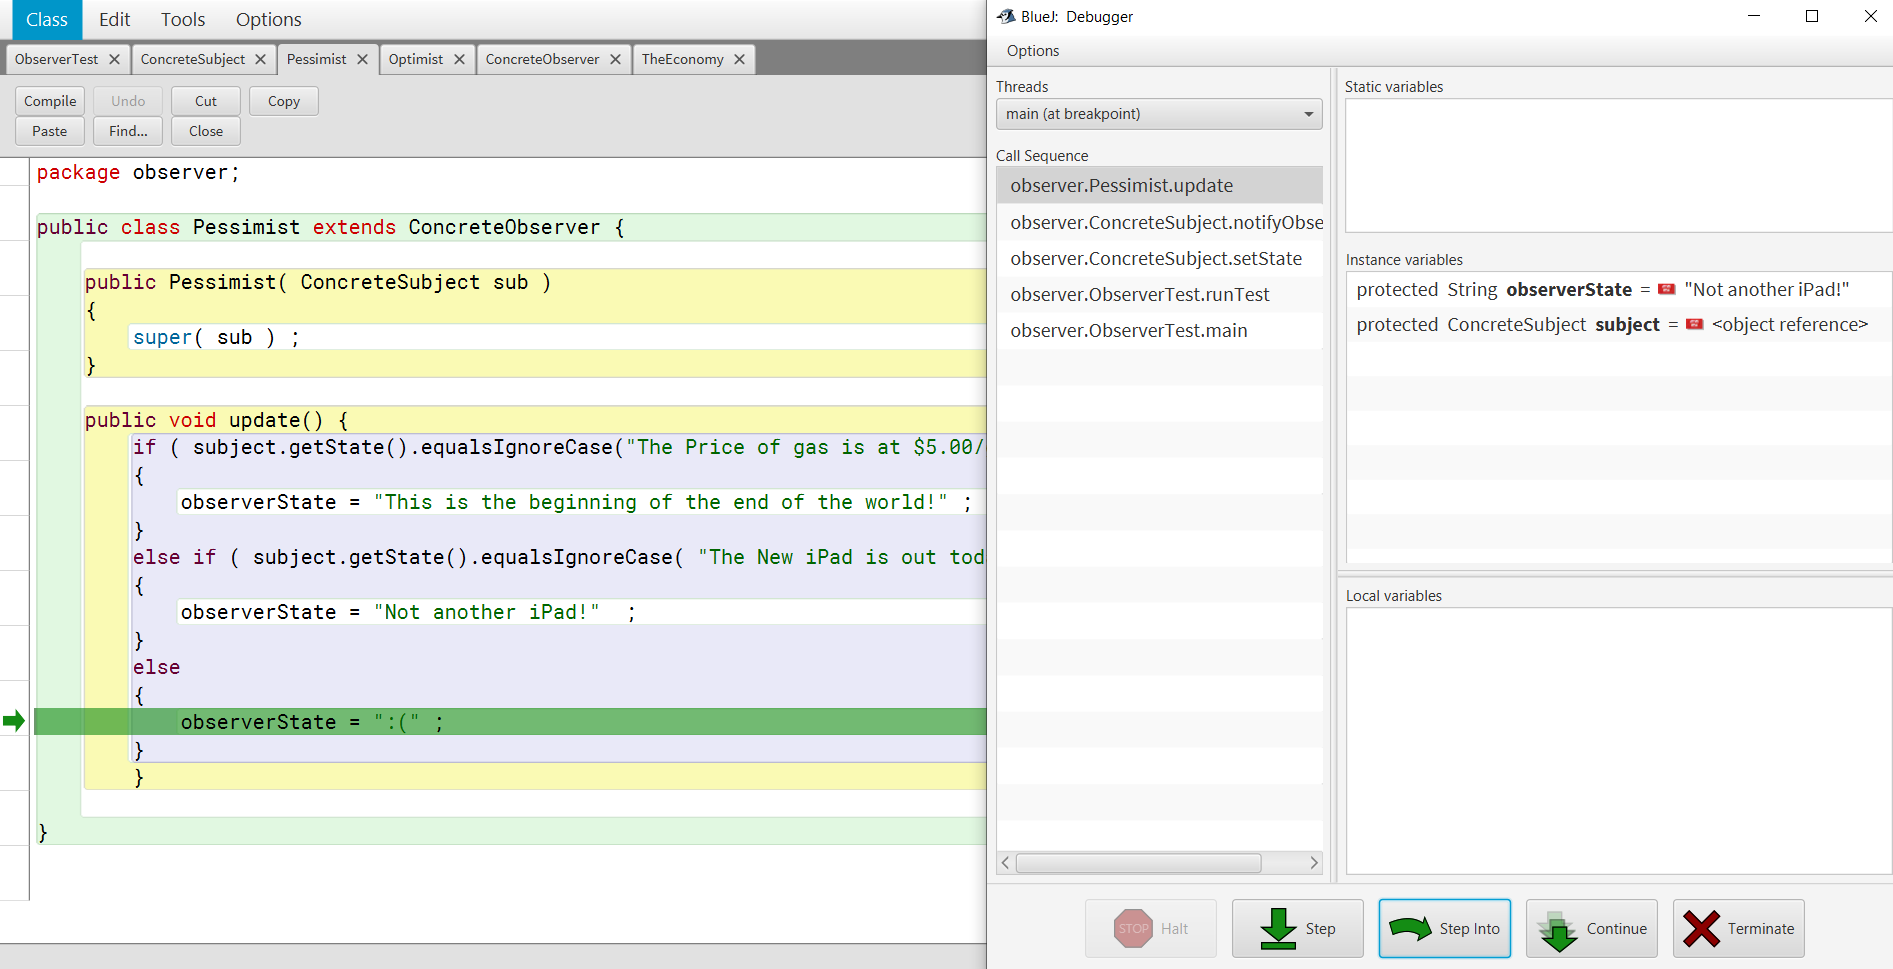 Class Edit Tools Options
ObserverTest ConcreteSubject Pessimist Optimist ConcreteObserver TheEconomy
Compile Undo Cut Copy
Paste Find... Close
package observer;
public class Pessimist extends ConcreteObserver {
public Pessimist( ConcreteSubject sub )
{
super( sub ) ;
}
public void update() {
if ( subject.getState().equalsIgnoreCase("The Price of gas is at $5.00/
{
observerState = "This is the beginning of the end of the world!" ;
}
else if ( subject.getState().equalsIgnoreCase( "The New iPad is out tod
{
observerState = "Not another iPad!"  ;
}
else
{
observerState = ":(" ;
}
}
}
BlueJ: Debugger
Options
Threads
main (at breakpoint)
Call Sequence
observer.Pessimist.update
observer.ConcreteSubject.notifyObse
observer.ConcreteSubject.setState
observer.ObserverTest.runTest
observer.ObserverTest.main
Static variables
Instance variables
protected String observerState = "Not another iPad!"
protected ConcreteSubject subject = <object reference>
Local variables
STOP Halt Step Step Into Continue Terminate